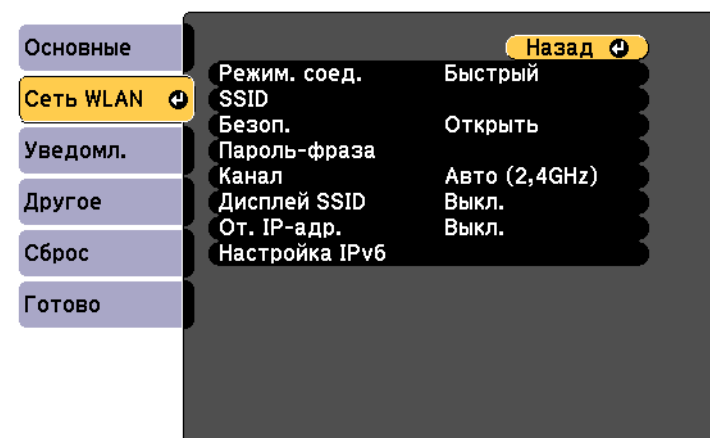 Основные
Сеть WLAN
Уведомл.
Другое
Сброс
Готово
Назад
Режим. соед. Быстрый
SSID
Безоп. Открыть
Пароль-фраза
Канал Авто (2,4GHz)
Дисплей SSID Выкл.
От. IP-адр. Выкл.
Настройка IPv6